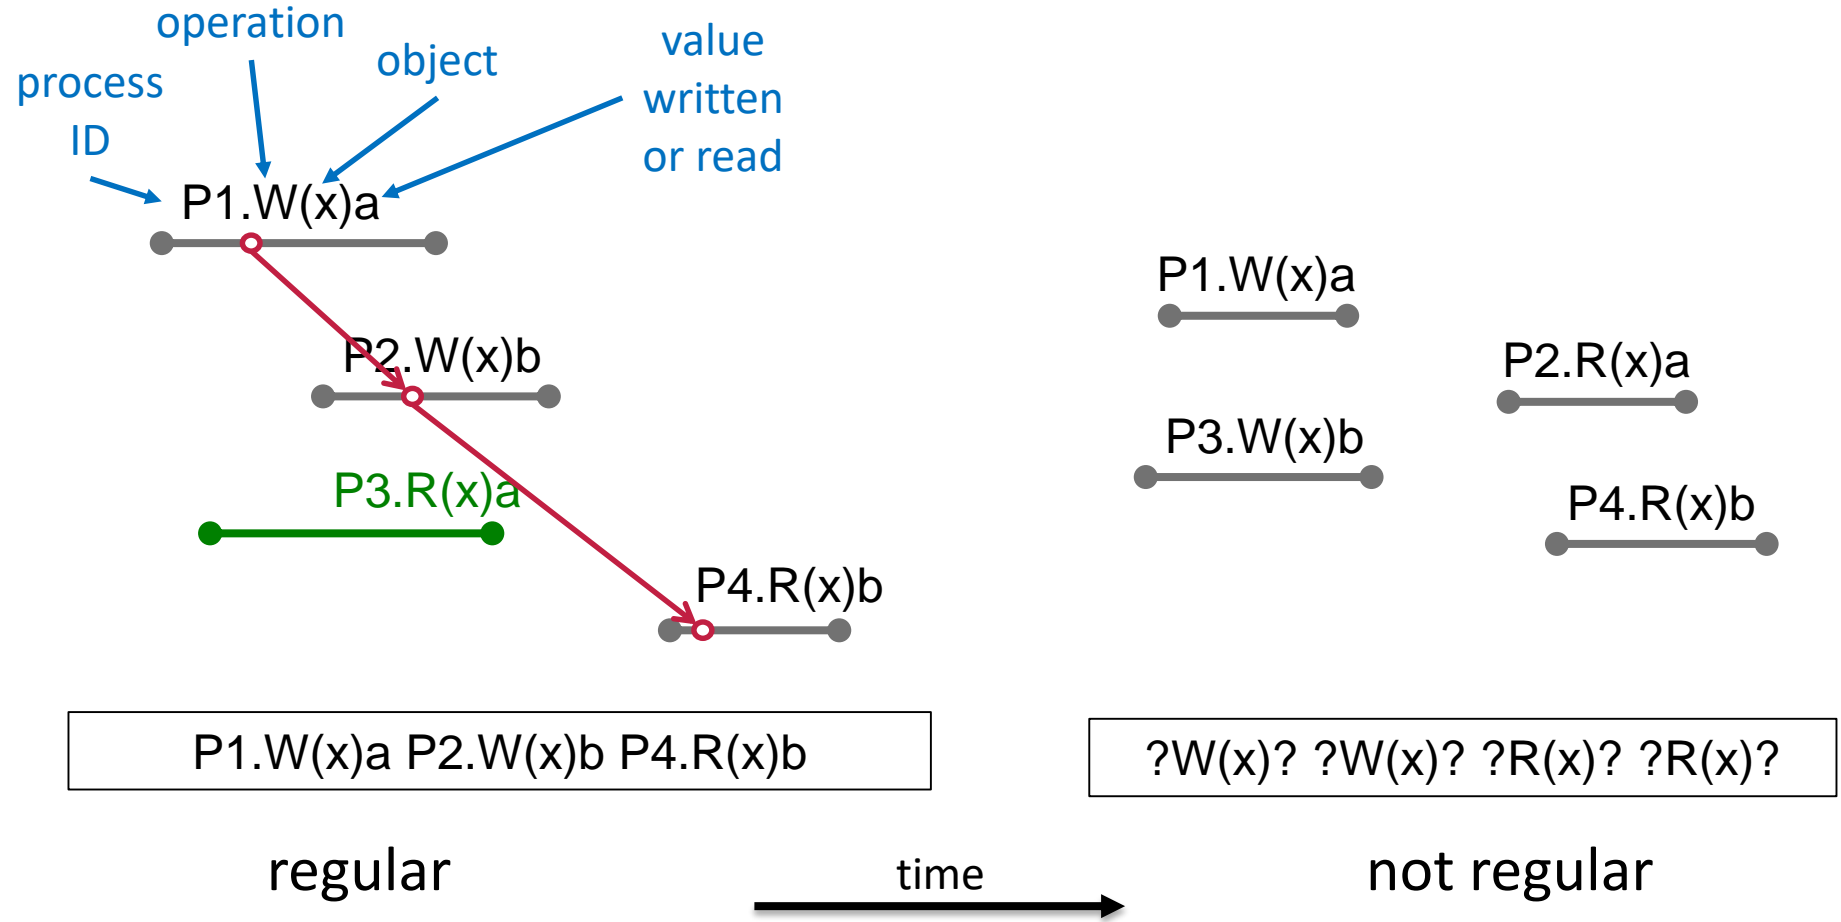 operation
process
ID
object
value
written
or read
P1.W(x)a
P2.W(x)b
P3.R(x)a
P4.R(x)b
P1.W(x)a P2.W(x)b P4.R(x)b
regular
time
P1.W(x)a
P2.R(x)a
P3.W(x)b
P4.R(x)b
?W(x)? ?W(x)? ?R(x)? ?R(x)?
not regular